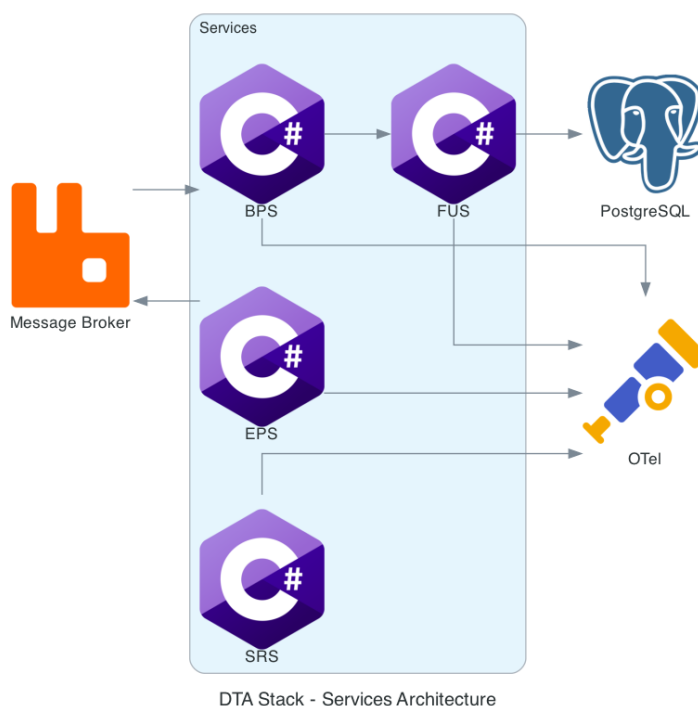 Services
C#
C#
BPS
FUS
PostgreSQL
Message Broker
C#
EPS
OTel
C#
SRS
DTA Stack - Services Architecture